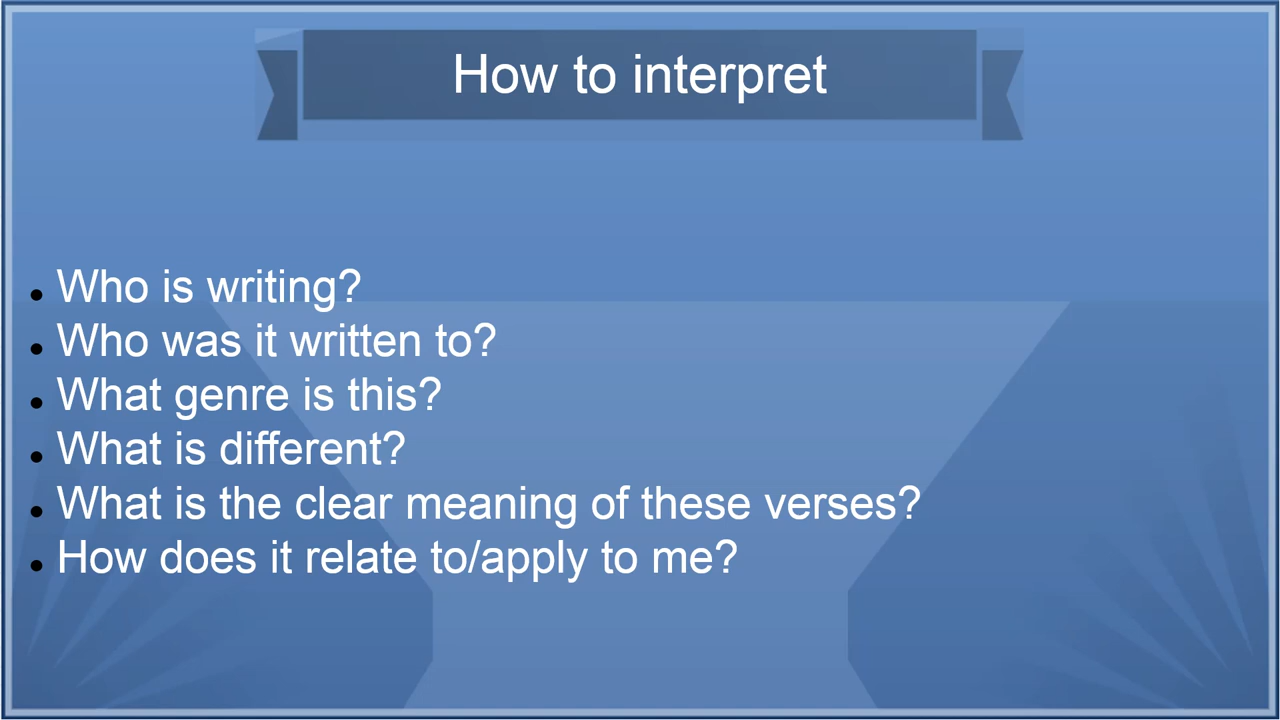 How to interpret
Who is writing?
Who was it written to?
What genre is this?
What is different?
What is the clear meaning of these verses?
How does it relate to/apply to me?